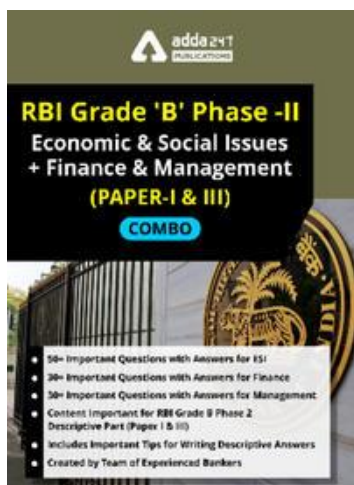 adda247
PUBLICATIONS
RBI Grade 'B' Phase -II
Economic & Social Issues
+ Finance & Management
(PAPER-I & III)
COMBO
50+ Important Questions with Answers for ESI
30+ Important Questions with Answers for Finance
30+ Important Questions with Answers for Management
Content Important for RBI Grade B Phase 2
Descriptive Part (Paper I & III)
Includes Important Tips for Writing Descriptive Answers
Created by Team of Experienced Bankers